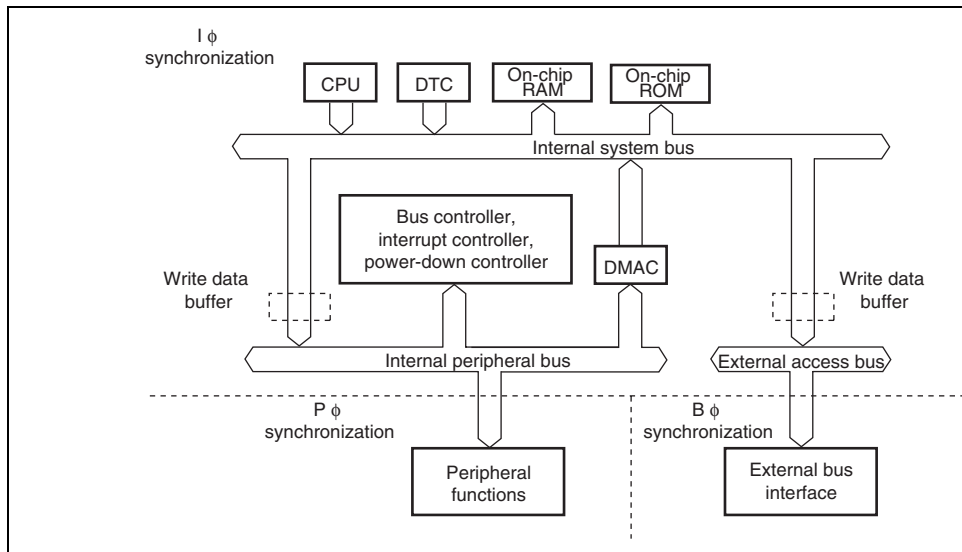 I ϕ
synchronization
CPU
DTC
On-chip
RAM
On-chip
ROM
Internal system bus
Bus controller,
interrupt controller,
power-down controller
DMAC
Write data
buffer
Write data
buffer
Internal peripheral bus
External access bus
P ϕ
synchronization
B ϕ
synchronization
Peripheral
functions
External bus
interface